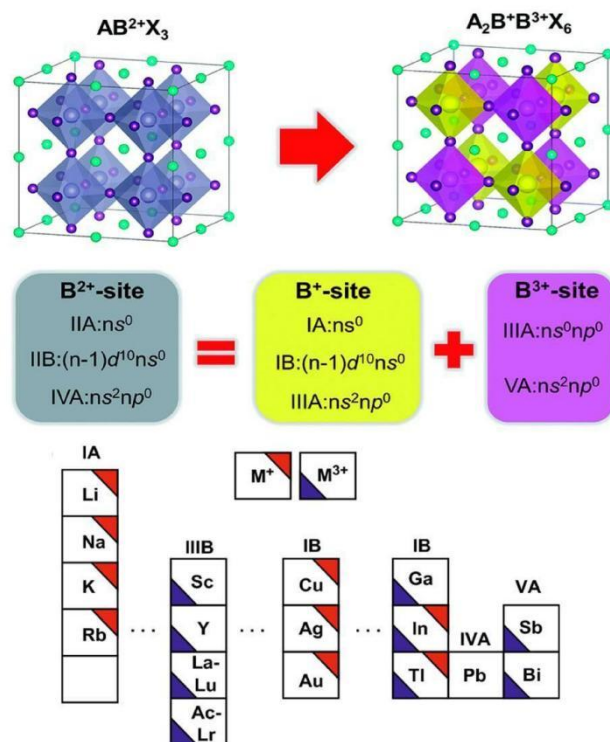 AB²⁺X₃
A₂B⁺B³⁺X₆
B²⁺-site
IIA:ns⁰
IIB:(n-1)d¹⁰ns⁰
IVA:ns²np⁰
=
B⁺-site
IA:ns⁰
IB:(n-1)d¹⁰ns⁰
IIIA:ns²np⁰
+
B³⁺-site
IIIA:ns⁰np⁰
VA:ns²np⁰
IA
Li
Na
K
Rb
M⁺
M³⁺
...
IIIB
Sc
Y
La-
Lu
Ac-
Lr
...
IB
Cu
Ag
Au
...
IB
Ga
In
Tl
IVA
Pb
VA
Sb
Bi